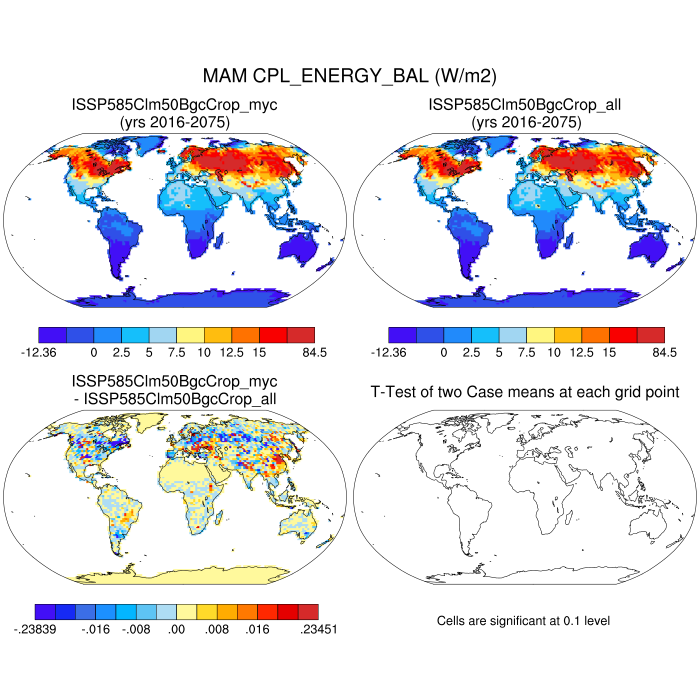 MAM CPL_ENERGY_BAL (W/m2)
ISSP585Clm50BgcCrop_myc
(yrs 2016-2075)
ISSP585Clm50BgcCrop_all
(yrs 2016-2075)
-12.36 0 2.5 5 7.5 10 12.5 15 84.5
-12.36 0 2.5 5 7.5 10 12.5 15 84.5
ISSP585Clm50BgcCrop_myc
- ISSP585Clm50BgcCrop_all
T-Test of two Case means at each grid point
-.23839 -.016 -.008 .00 .008 .016 .23451
Cells are significant at 0.1 level